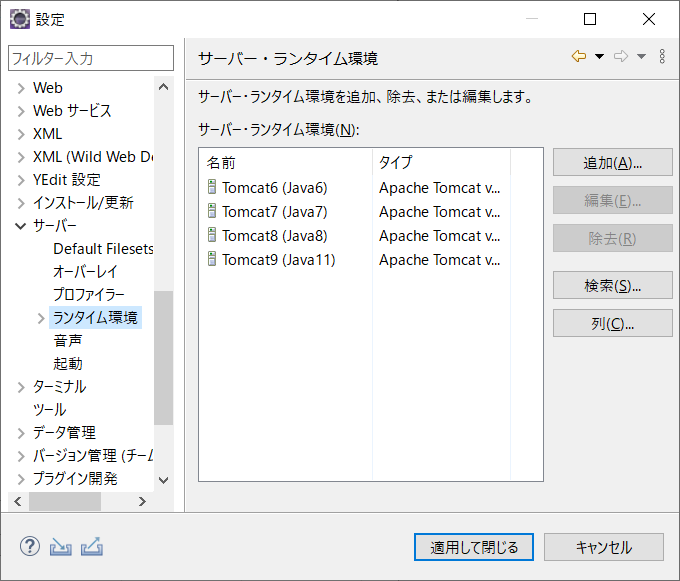 設定
フィルター入力
Web
Web サービス
XML
XML (Wild Web De
YEdit 設定
インストール/更新
サーバー
Default Filesets
オーバーレイ
プロファイラー
ランタイム環境
音声
起動
ターミナル
ツール
データ管理
バージョン管理 (チーム
プラグイン開発
サーバー・ランタイム環境
サーバー・ランタイム環境を追加、除去、または編集します。
サーバー・ランタイム環境(N):
名前 タイプ
Tomcat6 (Java6) Apache Tomcat v...
Tomcat7 (Java7) Apache Tomcat v...
Tomcat8 (Java8) Apache Tomcat v...
Tomcat9 (Java11) Apache Tomcat v...
追加(A)...
編集(E)...
除去(R)
検索(S)...
列(C)...
適用して閉じる
キャンセル